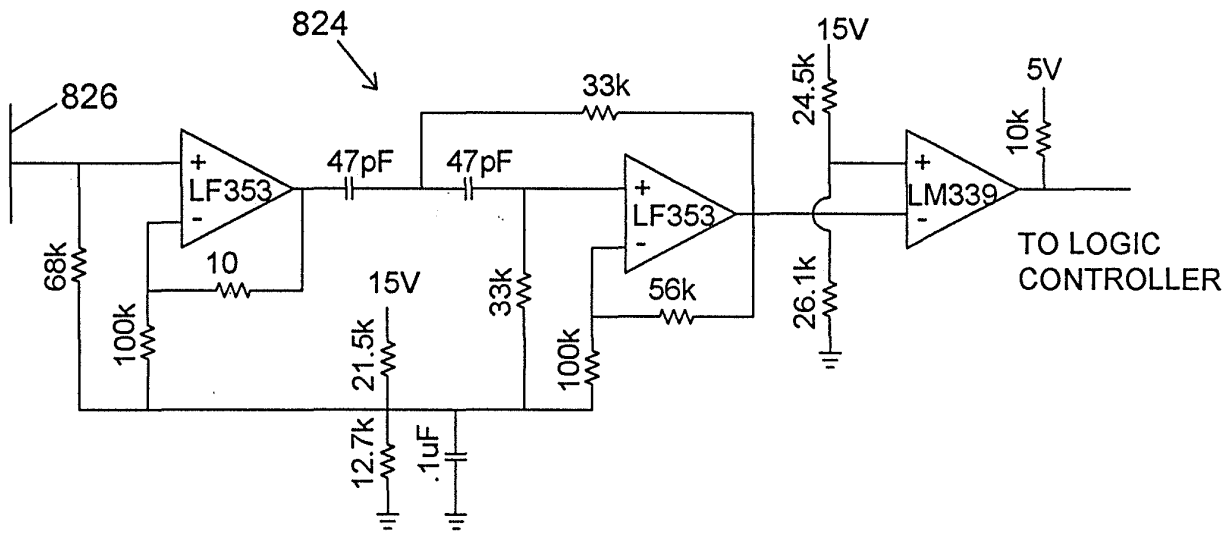 824
826
15V
5V
33k
24.5k
10k
47pF
47pF
+
LF353
-
+
LF353
-
+
LM339
-
68k
10
15V
33k
56k
26.1k
TO LOGIC
CONTROLLER
100k
21.5k
100k
12.7k
.1uF